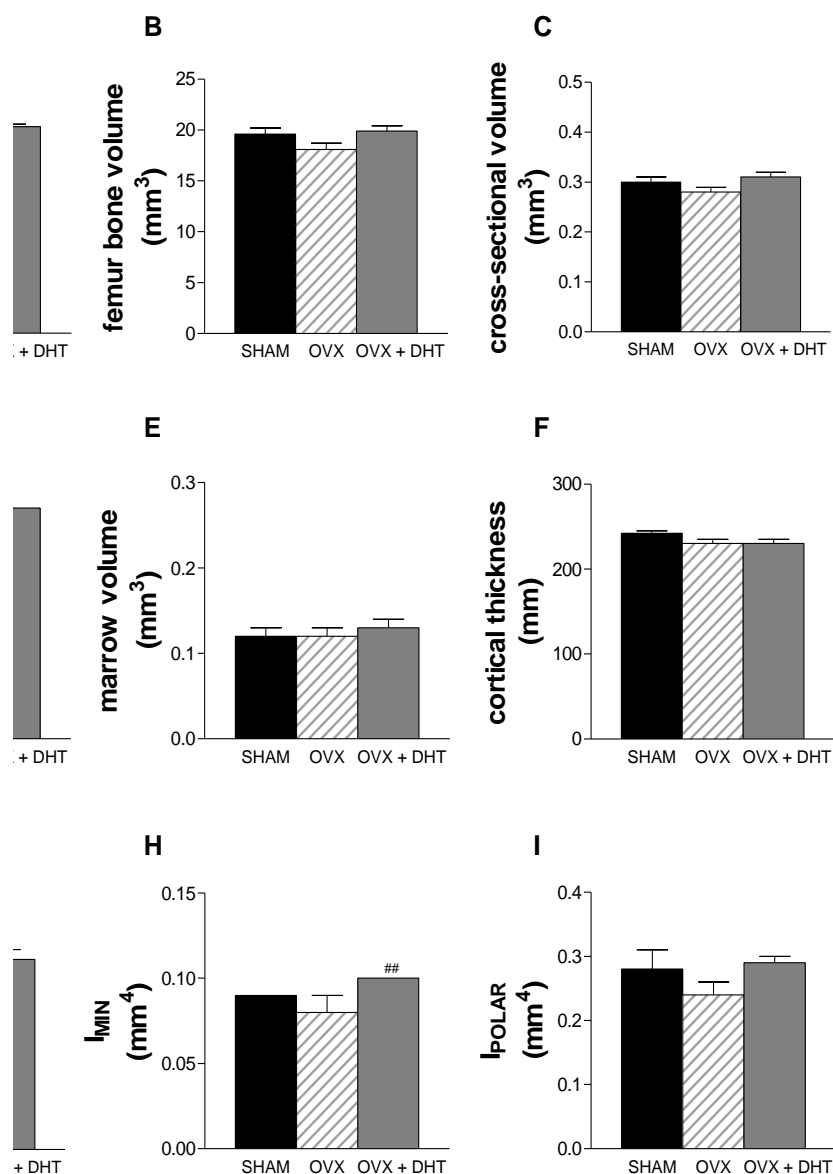 B
femur bone volume
(mm³)
25
20
15
10
5
0
SHAM OVX OVX + DHT
C
cross-sectional volume
(mm³)
0.5
0.4
0.3
0.2
0.1
0.0
SHAM OVX OVX + DHT
+ DHT
E
marrow volume
(mm³)
0.3
0.2
0.1
0.0
SHAM OVX OVX + DHT
F
cortical thickness
(mm)
300
200
100
0
SHAM OVX OVX + DHT
+ DHT
H
IMIN
(mm⁴)
0.15
0.10
0.05
0.00
##
SHAM OVX OVX + DHT
I
IPOLAR
(mm⁴)
0.4
0.3
0.2
0.1
0.0
SHAM OVX OVX + DHT
+ DHT